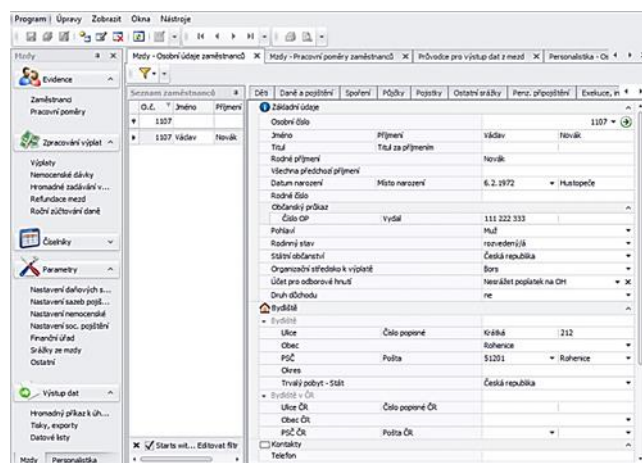 Program Úpravy Zobrazit Okna Nástroje
Mzdy
Mzdy - Osobní údaje zaměstnanců
Mzdy - Pracovní poměry zaměstnanců
Průvodce pro výstup dat z mezd
Personalistika - Os
Evidence
Zaměstnanci
Pracovní poměry
Zpracování výplat
Výplaty
Nemocenské dávky
Hromadné zadávání v...
Refundace mezd
Roční zúčtování daně
Číselníky
Parametry
Nastavení daňových s...
Nastavení sazeb pojiš...
Nastavení nemocenské
Nastavení soc. pojištění
Finanční úřad
Srážky ze mzdy
Ostatní
Výstup dat
Hromadný příkaz k úh...
Tisky, exporty
Datové listy
Mzdy Personalistika
Seznam zaměstnanců
O.č. Jméno Příjmení
1107
1107 Václav Novák
Starts wit... Editovat filtr
Děti Daně a pojištění Spoření Půjčky Pojistky Ostatní srážky Penz. připojištění Exekuce, in
Základní údaje
Osobní číslo 1107
Jméno Příjmení Václav Novák
Titul Titul za příjmením
Rodné příjmení Novák
Všechna předchozí příjmení
Datum narození Místo narození 6.2.1972 Hustopeče
Rodné číslo
Občanský průkaz
Číslo OP Vydal 111 222 333
Pohlaví Muž
Rodinný stav rozvedený/á
Státní občanství Česká republika
Organizační středisko k výplatě Bors
Účet pro odborové hnutí Nesrážet poplatek na OH
Druh důchodu ne
Bydliště
Bydliště
Ulice Číslo popisné Krátká 212
Obec Rohenice
PSČ Pošta 51201 Rohenice
Okres
Trvalý pobyt - Stát Česká republika
Bydliště v ČR
Ulice ČR Číslo popisné ČR
Obec ČR
PSČ ČR Pošta ČR
Kontakty
Telefon